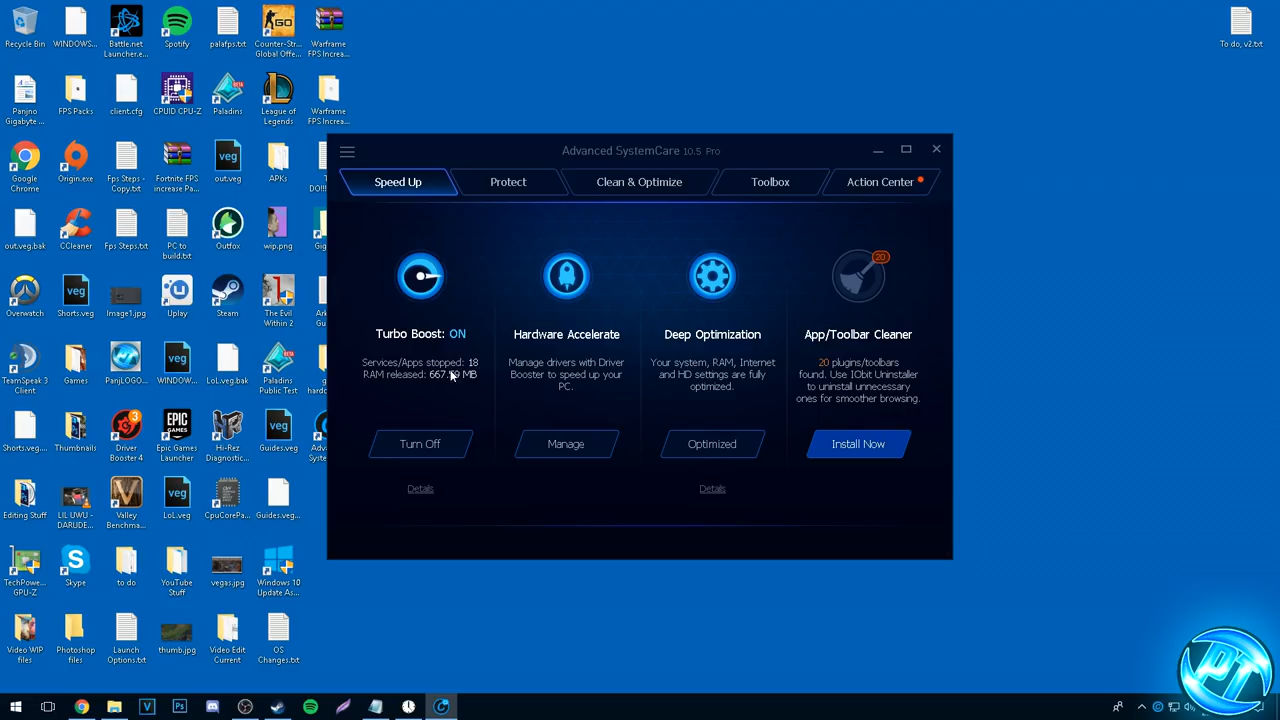 Recycle Bin
WINDOWS...
Battle.net
Launcher.e...
Spotify
palafps.txt
Counter-Str...
Global Offe...
Warframe
FPS Increa...
To do, v2.txt
Panjno
Gigabyte ...
FPS Packs
client.cfg
CPUID CPU-Z
Paladins
League of
Legends
Warframe
FPS Increa...
Google
Chrome
Origin.exe
Fps Steps -
Copy.txt
Fortnite FPS
increase Pa...
out.veg
APKs
out.veg.bak
CCleaner
Fps Steps.txt
PC to
build.txt
Outfox
wip.png
Overwatch
Shorts.veg
Image1.jpg
Uplay
Steam
The Evil
Within 2
TeamSpeak 3
Client
Games
PanjLOGO...
WINDOW...
LoL.veg.bak
Paladins
Public Test
Shorts.veg....
Thumbnails
Driver
Booster 4
Epic Games
Launcher
Hi-Rez
Diagnostic...
Guides.veg
Editing Stuff
LIL UWU -
DARUDE...
Valley
Benchma...
LoL.veg
CpuCorePa...
Guides.veg...
TechPowe...
GPU-Z
Skype
to do
YouTube
Stuff
vegas.jpg
Windows 10
Update As...
Video WIP
files
Photoshop
files
Launch
Options.txt
thumb.jpg
Video Edit
Current
OS
Changes.txt
Advanced SystemCare 10.5 Pro
Speed Up
Protect
Clean & Optimize
Toolbox
Action Center
20
Turbo Boost: ON
Services/Apps stopped: 18
RAM released: MB
Turn Off
Details
Hardware Accelerate
Manage drivers with Driver
Booster to speed up your
PC.
Manage
Deep Optimization
Your system, RAM, Internet
and HD settings are fully
optimized.
Optimized
Details
App/Toolbar Cleaner
20 plugins/toolbars
found. Use IObit Uninstaller
to uninstall unnecessary
ones for smoother browsing.
Install Now
PT